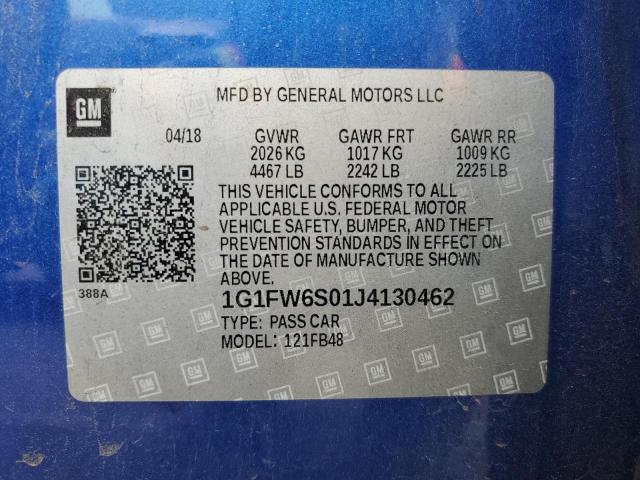 GM
MFD BY GENERAL MOTORS LLC
04/18 GVWR GAWR FRT GAWR RR
2026 KG 1017 KG 1009 KG
4467 LB 2242 LB 2225 LB
THIS VEHICLE CONFORMS TO ALL
APPLICABLE U.S. FEDERAL MOTOR
VEHICLE SAFETY, BUMPER, AND THEFT
PREVENTION STANDARDS IN EFFECT ON
THE DATE OF MANUFACTURE SHOWN
ABOVE.
388A
1G1FW6S01J4130462
TYPE: PASS CAR
MODEL: 121FB48